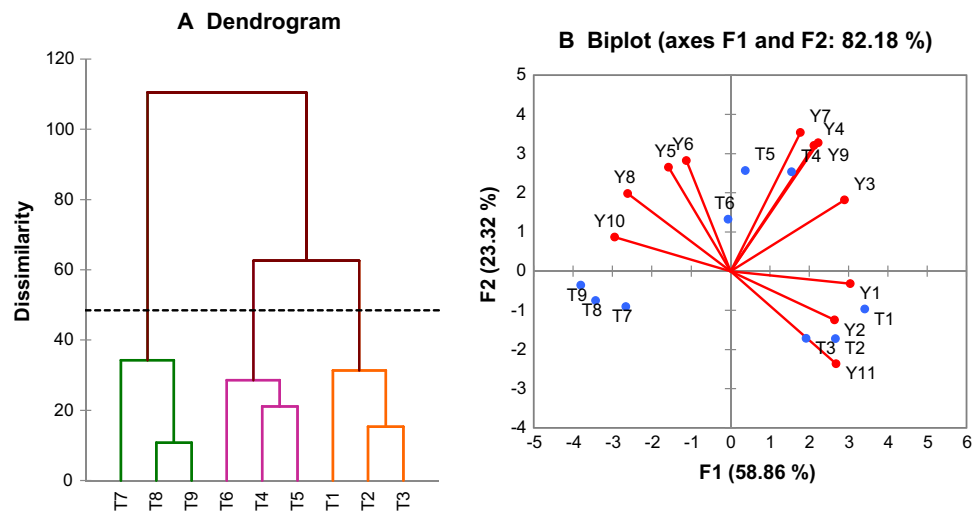 A Dendrogram
120
100
80
60
40
20
0
Dissimilarity
T7 T8 T9 T6 T4 T5 T1 T2 T3
B Biplot (axes F1 and F2: 82.18 %)
5
4
3
2
1
0
-1
-2
-3
-4
F2 (23.32 %)
Y7
Y4
Y9
Y6
Y5
T5
T4
Y8
Y3
T6
Y10
T9
T8
T7
Y1
T1
Y2
T3
T2
Y11
-5 -4 -3 -2 -1 0 1 2 3 4 5 6
F1 (58.86 %)